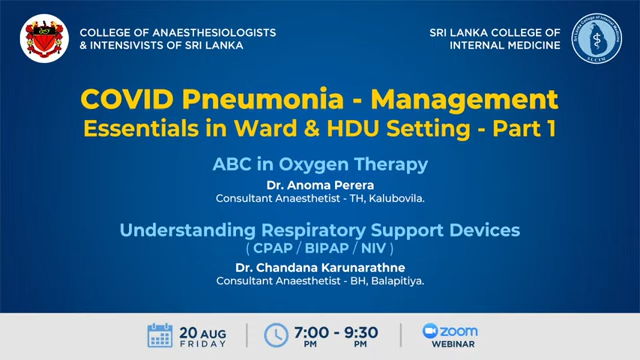 COLLEGE OF ANAESTHESIOLOGISTS
& INTENSIVISTS OF SRI LANKA
SRI LANKA COLLEGE OF
INTERNAL MEDICINE
COVID Pneumonia - Management
Essentials in Ward & HDU Setting - Part 1
ABC in Oxygen Therapy
Dr. Anoma Perera
Consultant Anaesthetist - TH, Kalubovila.
Understanding Respiratory Support Devices
( CPAP / BIPAP / NIV )
Dr. Chandana Karunarathne
Consultant Anaesthetist - BH, Balapitiya.
20 AUG
FRIDAY
7:00 - 9:30
PM PM
zoom
WEBINAR